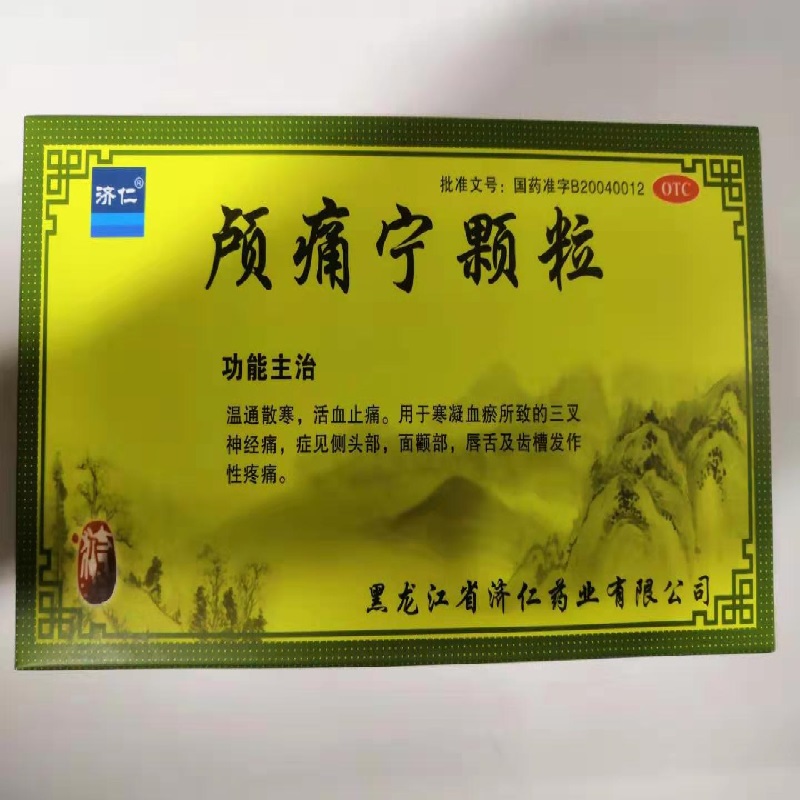 济仁®
批准文号：国药准字B20040012
OTC
颅痛宁颗粒
功能主治
温通散寒，活血止痛。用于寒凝血瘀所致的三叉
神经痛，症见侧头部，面颧部，唇舌及齿槽发作
性疼痛。
黑龙江省济仁药业有限公司